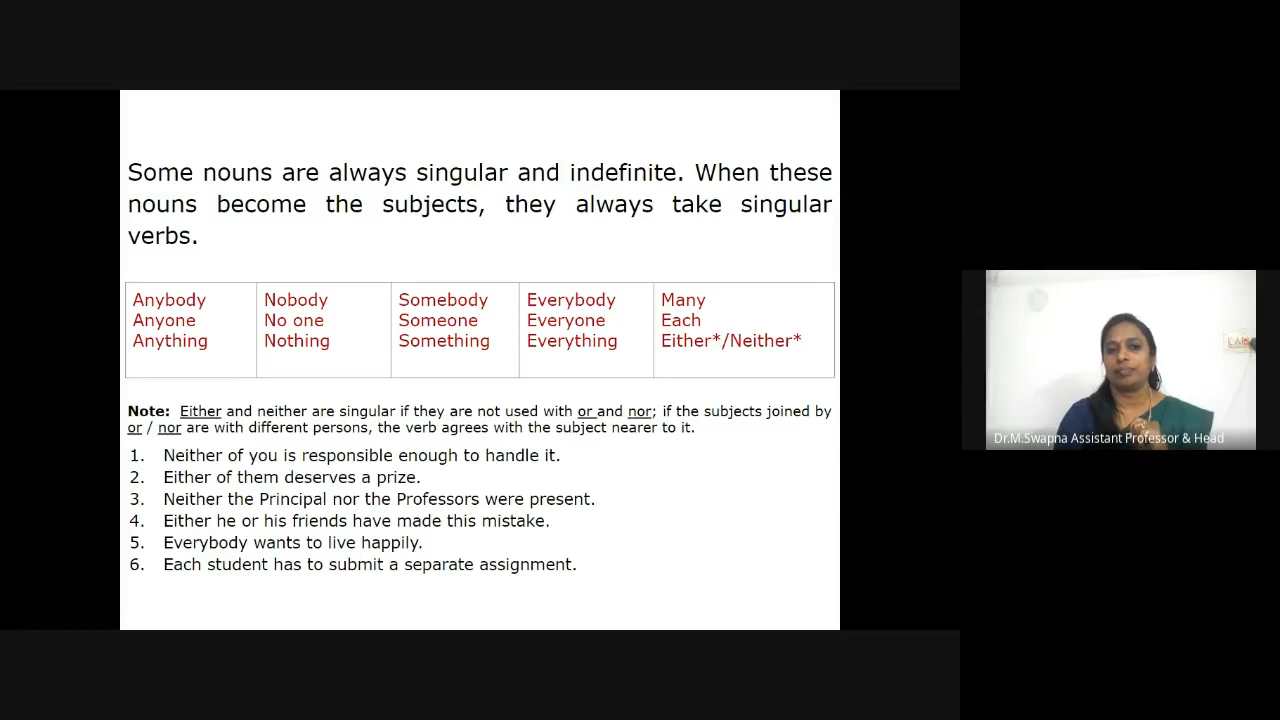 Some nouns are always singular and indefinite. When these
nouns become the subjects, they always take singular
verbs.
Anybody
Anyone
Anything
Nobody
No one
Nothing
Somebody
Someone
Something
Everybody
Everyone
Everything
Many
Each
Either*/Neither*
Note: Either and neither are singular if they are not used with or and nor; if the subjects joined by
or / nor are with different persons, the verb agrees with the subject nearer to it.
1. Neither of you is responsible enough to handle it.
2. Either of them deserves a prize.
3. Neither the Principal nor the Professors were present.
4. Either he or his friends have made this mistake.
5. Everybody wants to live happily.
6. Each student has to submit a separate assignment.
Dr.M.Swapna Assistant Professor & Head